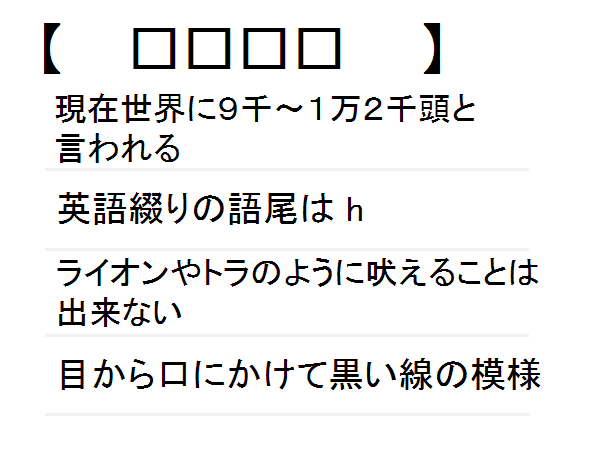 【 □□□□ 】
現在世界に９千～１万２千頭と
言われる
英語綴りの語尾は h
ライオンやトラのように吠えることは
出来ない
目から口にかけて黒い線の模様